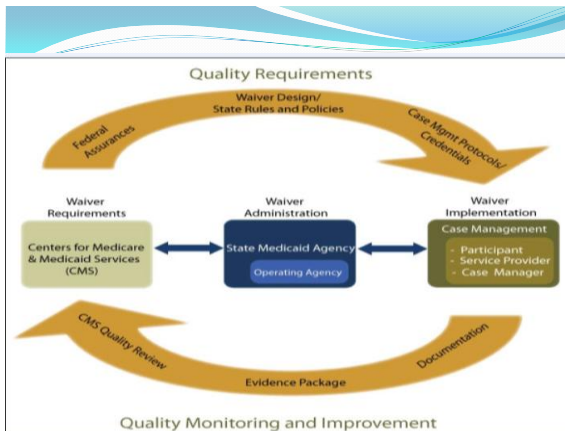 Quality Requirements
Waiver Design/
State Rules and Policies
Federal
Assurances
Case Mgmt Protocols/
Credentials
Waiver
Requirements
Waiver
Administration
Waiver
Implementation
Centers for Medicare
& Medicaid Services
(CMS)
State Medicaid Agency
Operating Agency
Case Management
- Participant
- Service Provider
- Case Manager
CMS Quality Review
Evidence Package
Documentation
Quality Monitoring and Improvement